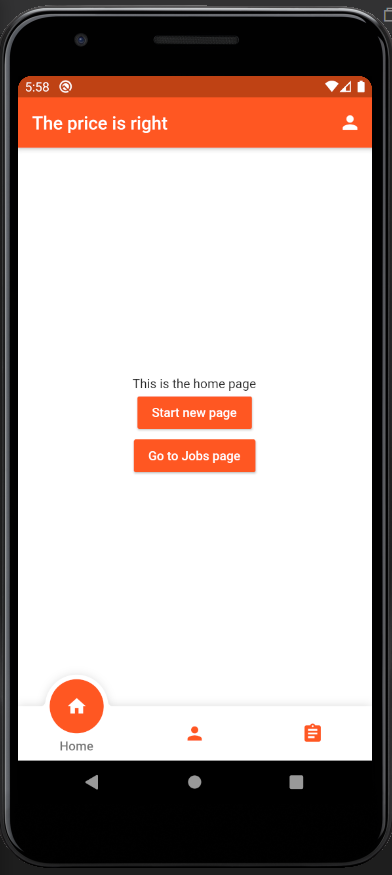 5:58
The price is right
This is the home page
Start new page
Go to Jobs page
Home